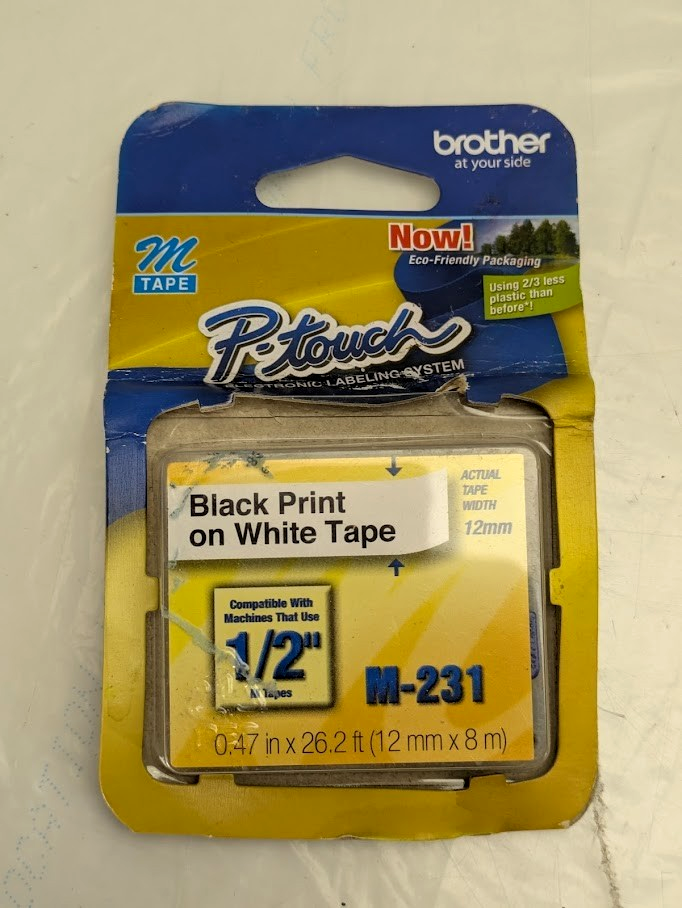 brother
at your side
M
TAPE
Now!
Eco-Friendly Packaging
Using 2/3 less
plastic than
before*!
P-touch
ELECTRONIC LABELING SYSTEM
Black Print
on White Tape
ACTUAL
TAPE
WIDTH
12mm
Compatible With
Machines That Use
1/2"
M Tapes
M-231
0.47 in x 26.2 ft (12 mm x 8 m)